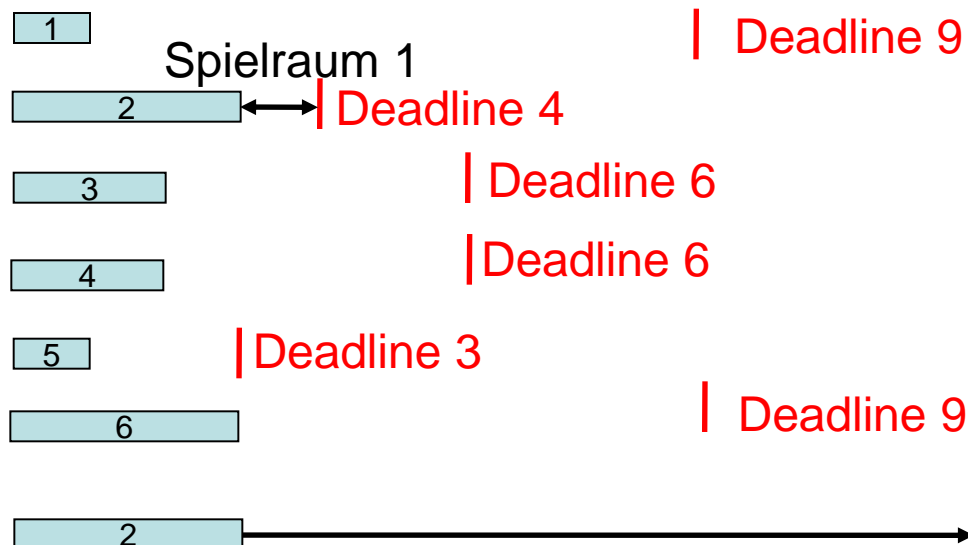 1
Deadline 9
Spielraum 1
2
Deadline 4
3
Deadline 6
4
Deadline 6
5
Deadline 3
6
Deadline 9
2